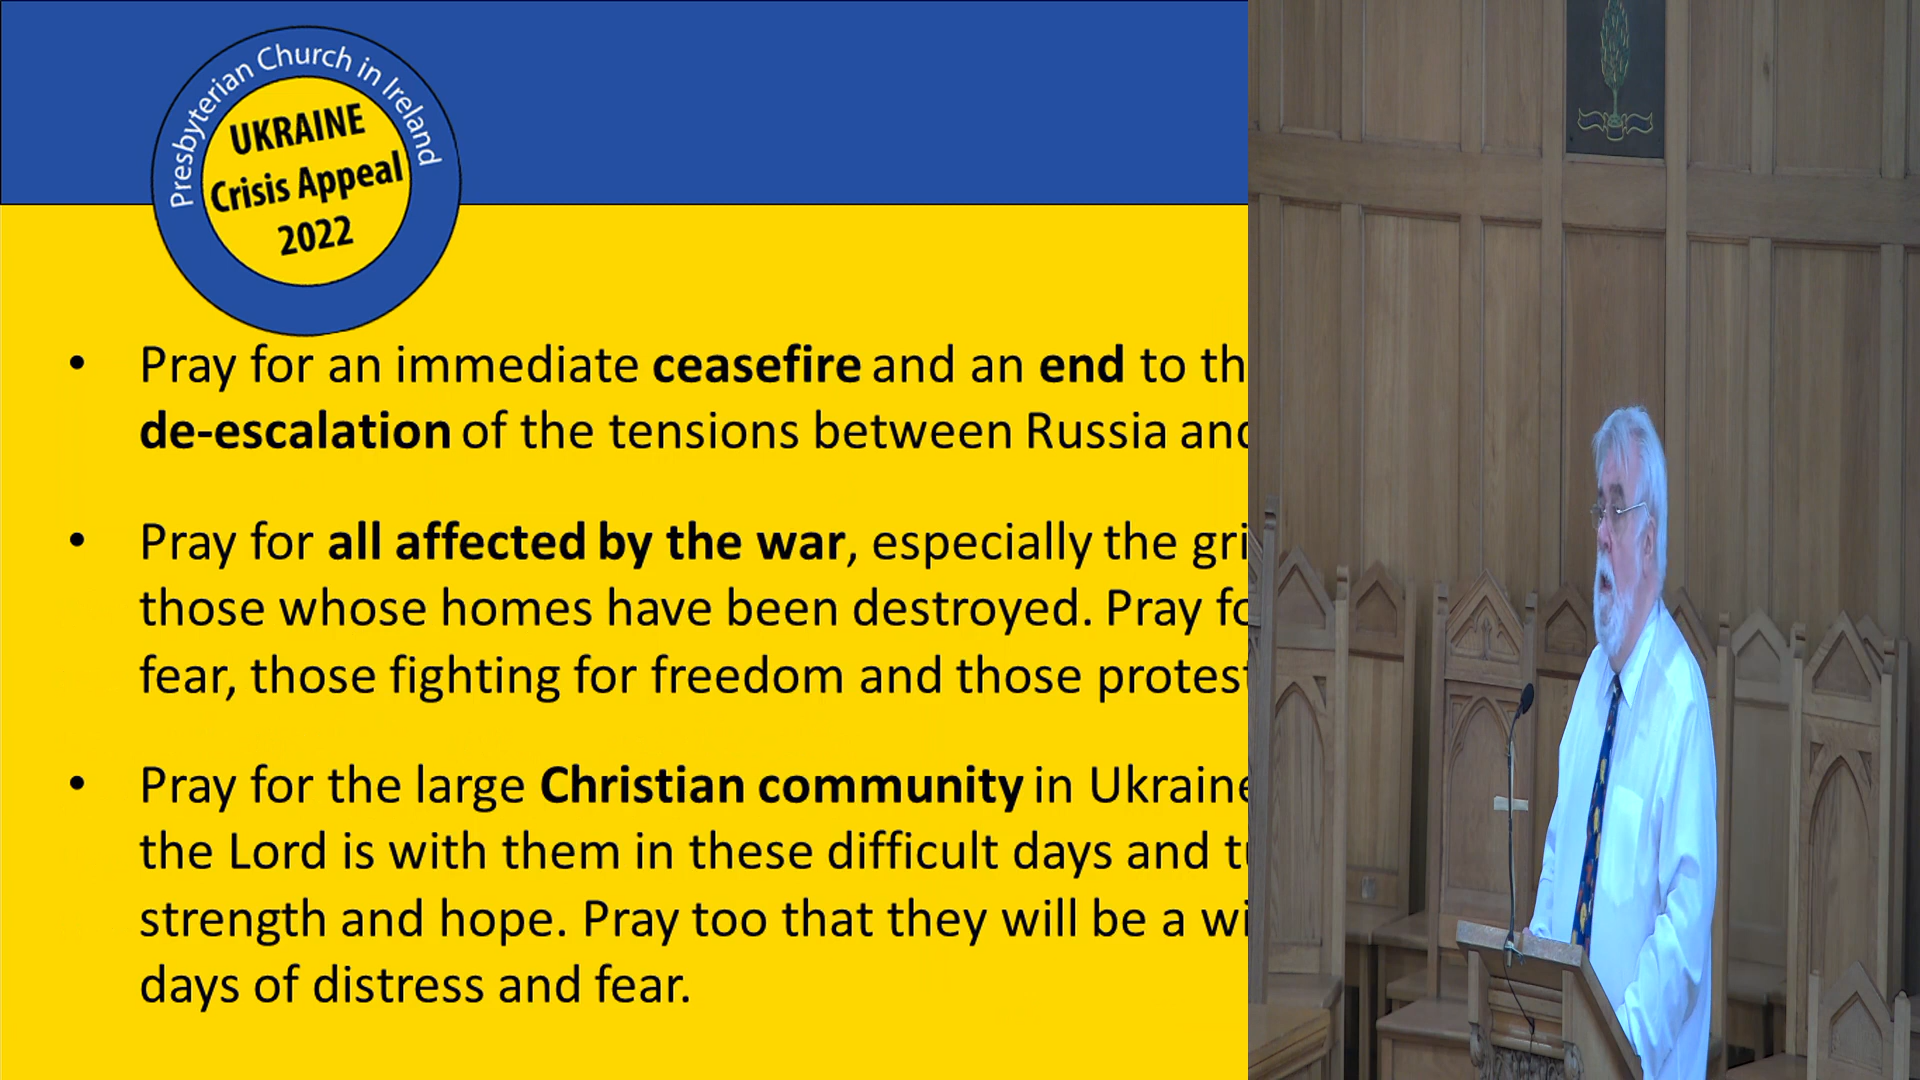 Presbyterian Church in Ireland
UKRAINE
Crisis Appeal
2022
• Pray for an immediate ceasefire and an end to th
de-escalation of the tensions between Russia and
• Pray for all affected by the war, especially the gri
those whose homes have been destroyed. Pray fo
fear, those fighting for freedom and those protest
• Pray for the large Christian community in Ukraine
the Lord is with them in these difficult days and tu
strength and hope. Pray too that they will be a wi
days of distress and fear.